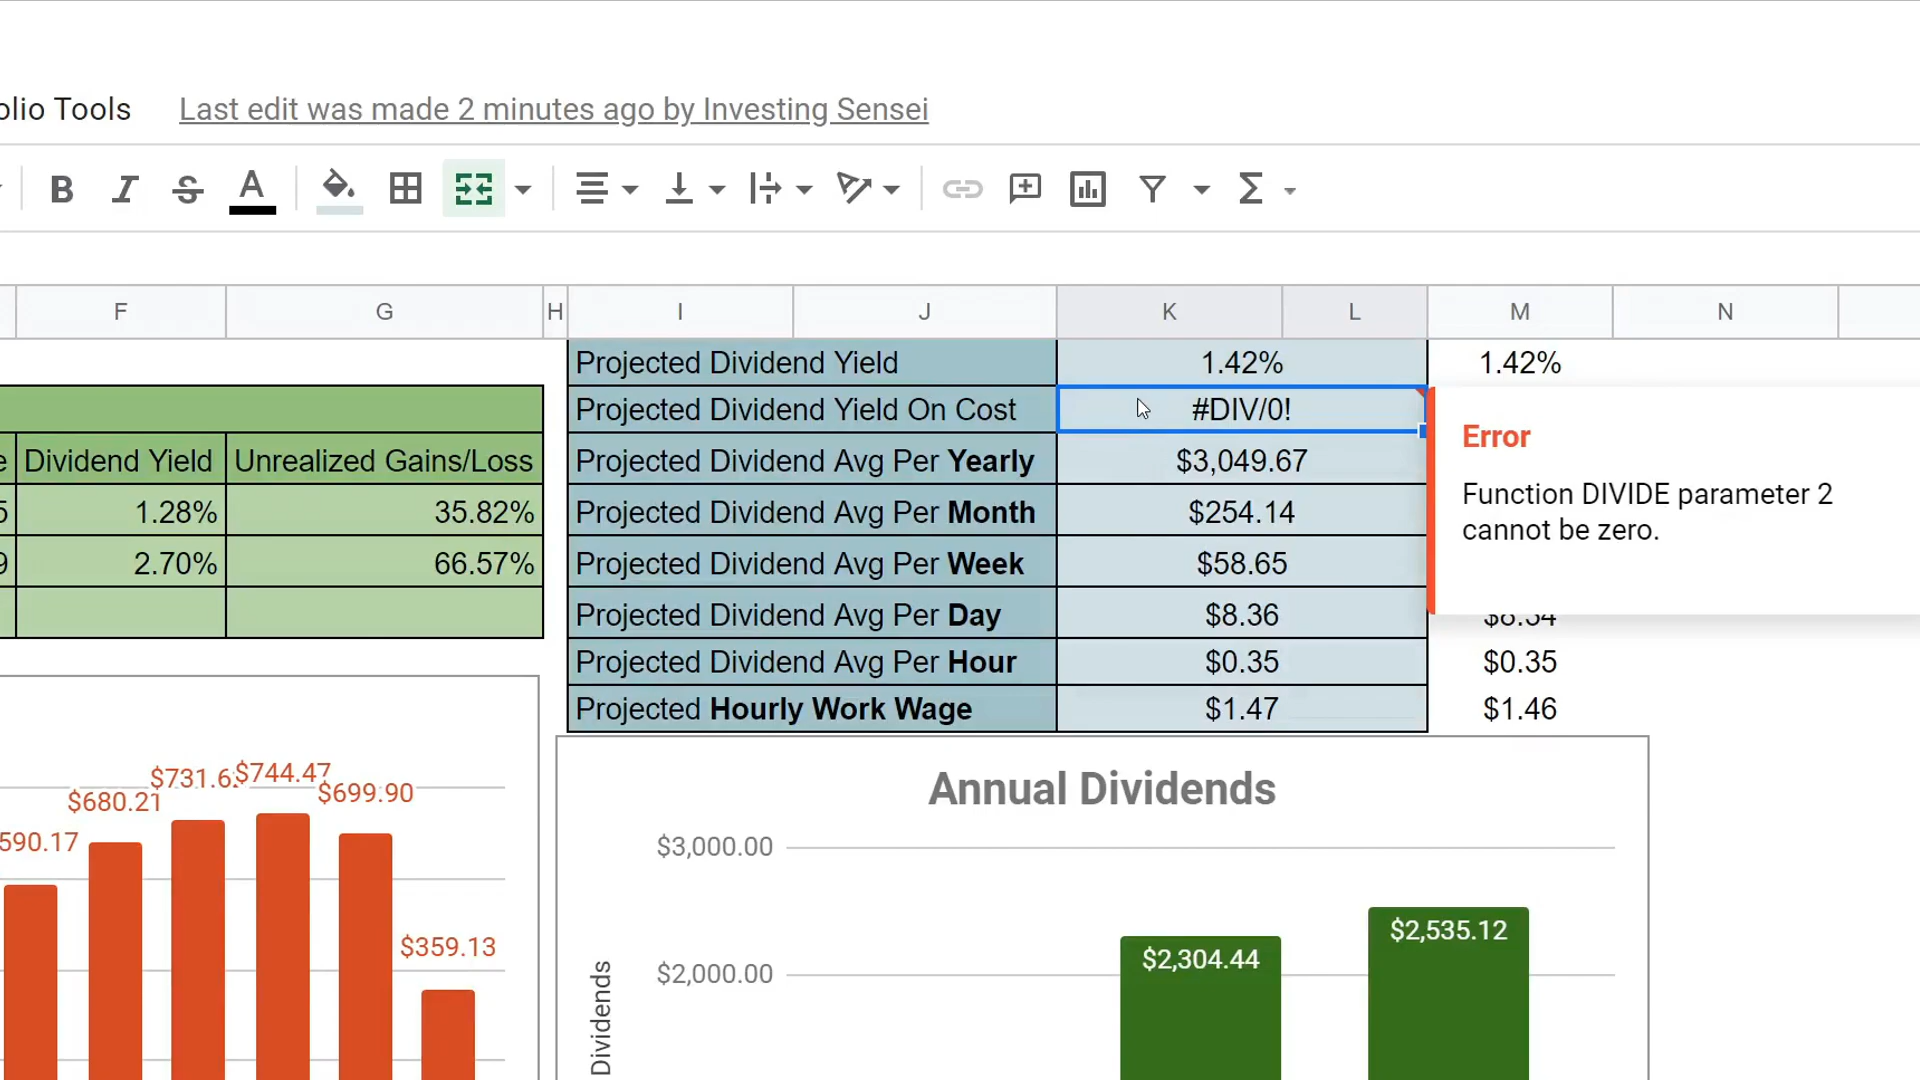 olio Tools Last edit was made 2 minutes ago by Investing Sensei
B I S A
F G H I J K L M N
Projected Dividend Yield 1.42% 1.42%
Projected Dividend Yield On Cost #DIV/0!
Error
Function DIVIDE parameter 2
cannot be zero.
e Dividend Yield Unrealized Gains/Loss Projected Dividend Avg Per Yearly $3,049.67
5 1.28% 35.82% Projected Dividend Avg Per Month $254.14
9 2.70% 66.57% Projected Dividend Avg Per Week $58.65
Projected Dividend Avg Per Day $8.36
Projected Dividend Avg Per Hour $0.35 $0.35
Projected Hourly Work Wage $1.47 $1.46
590.17
$680.21
$731.6
$744.47
$699.90
$359.13
Annual Dividends
$3,000.00
$2,000.00
Dividends
$2,304.44
$2,535.12